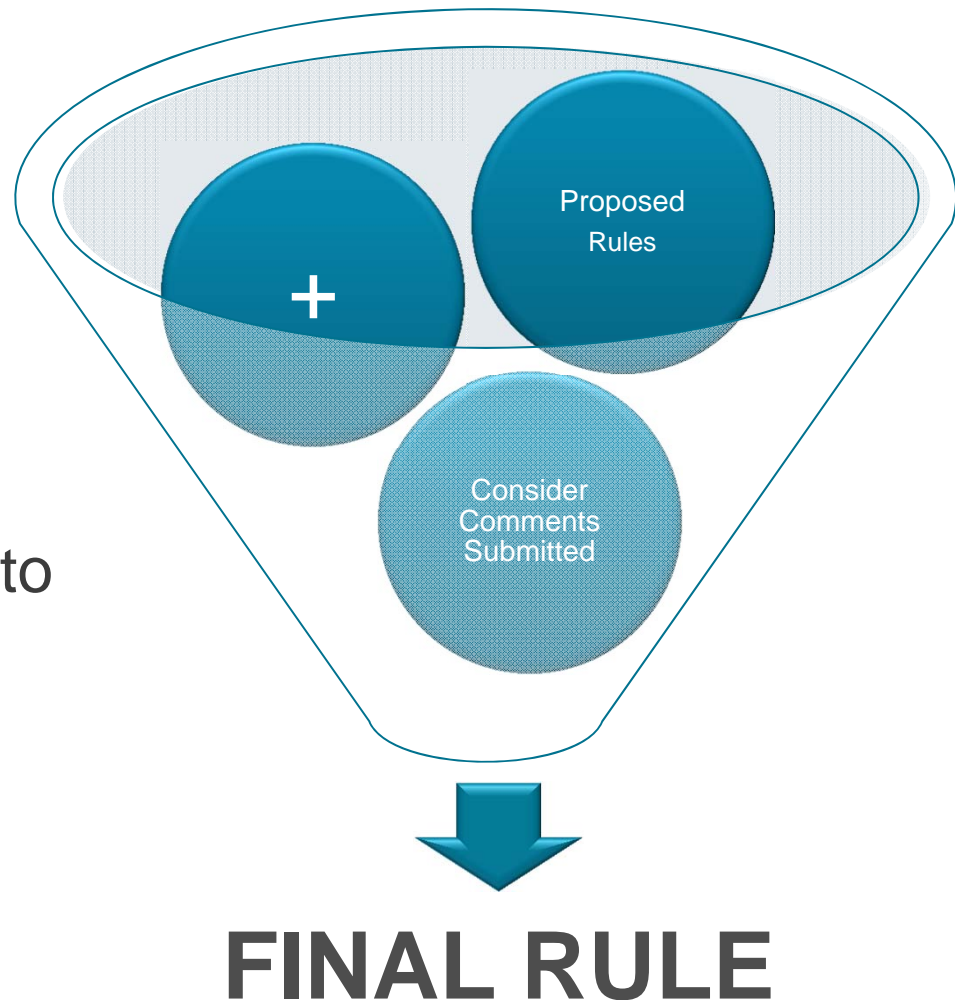 Proposed
Rules
+
Consider
Comments
Submitted
to
FINAL RULE